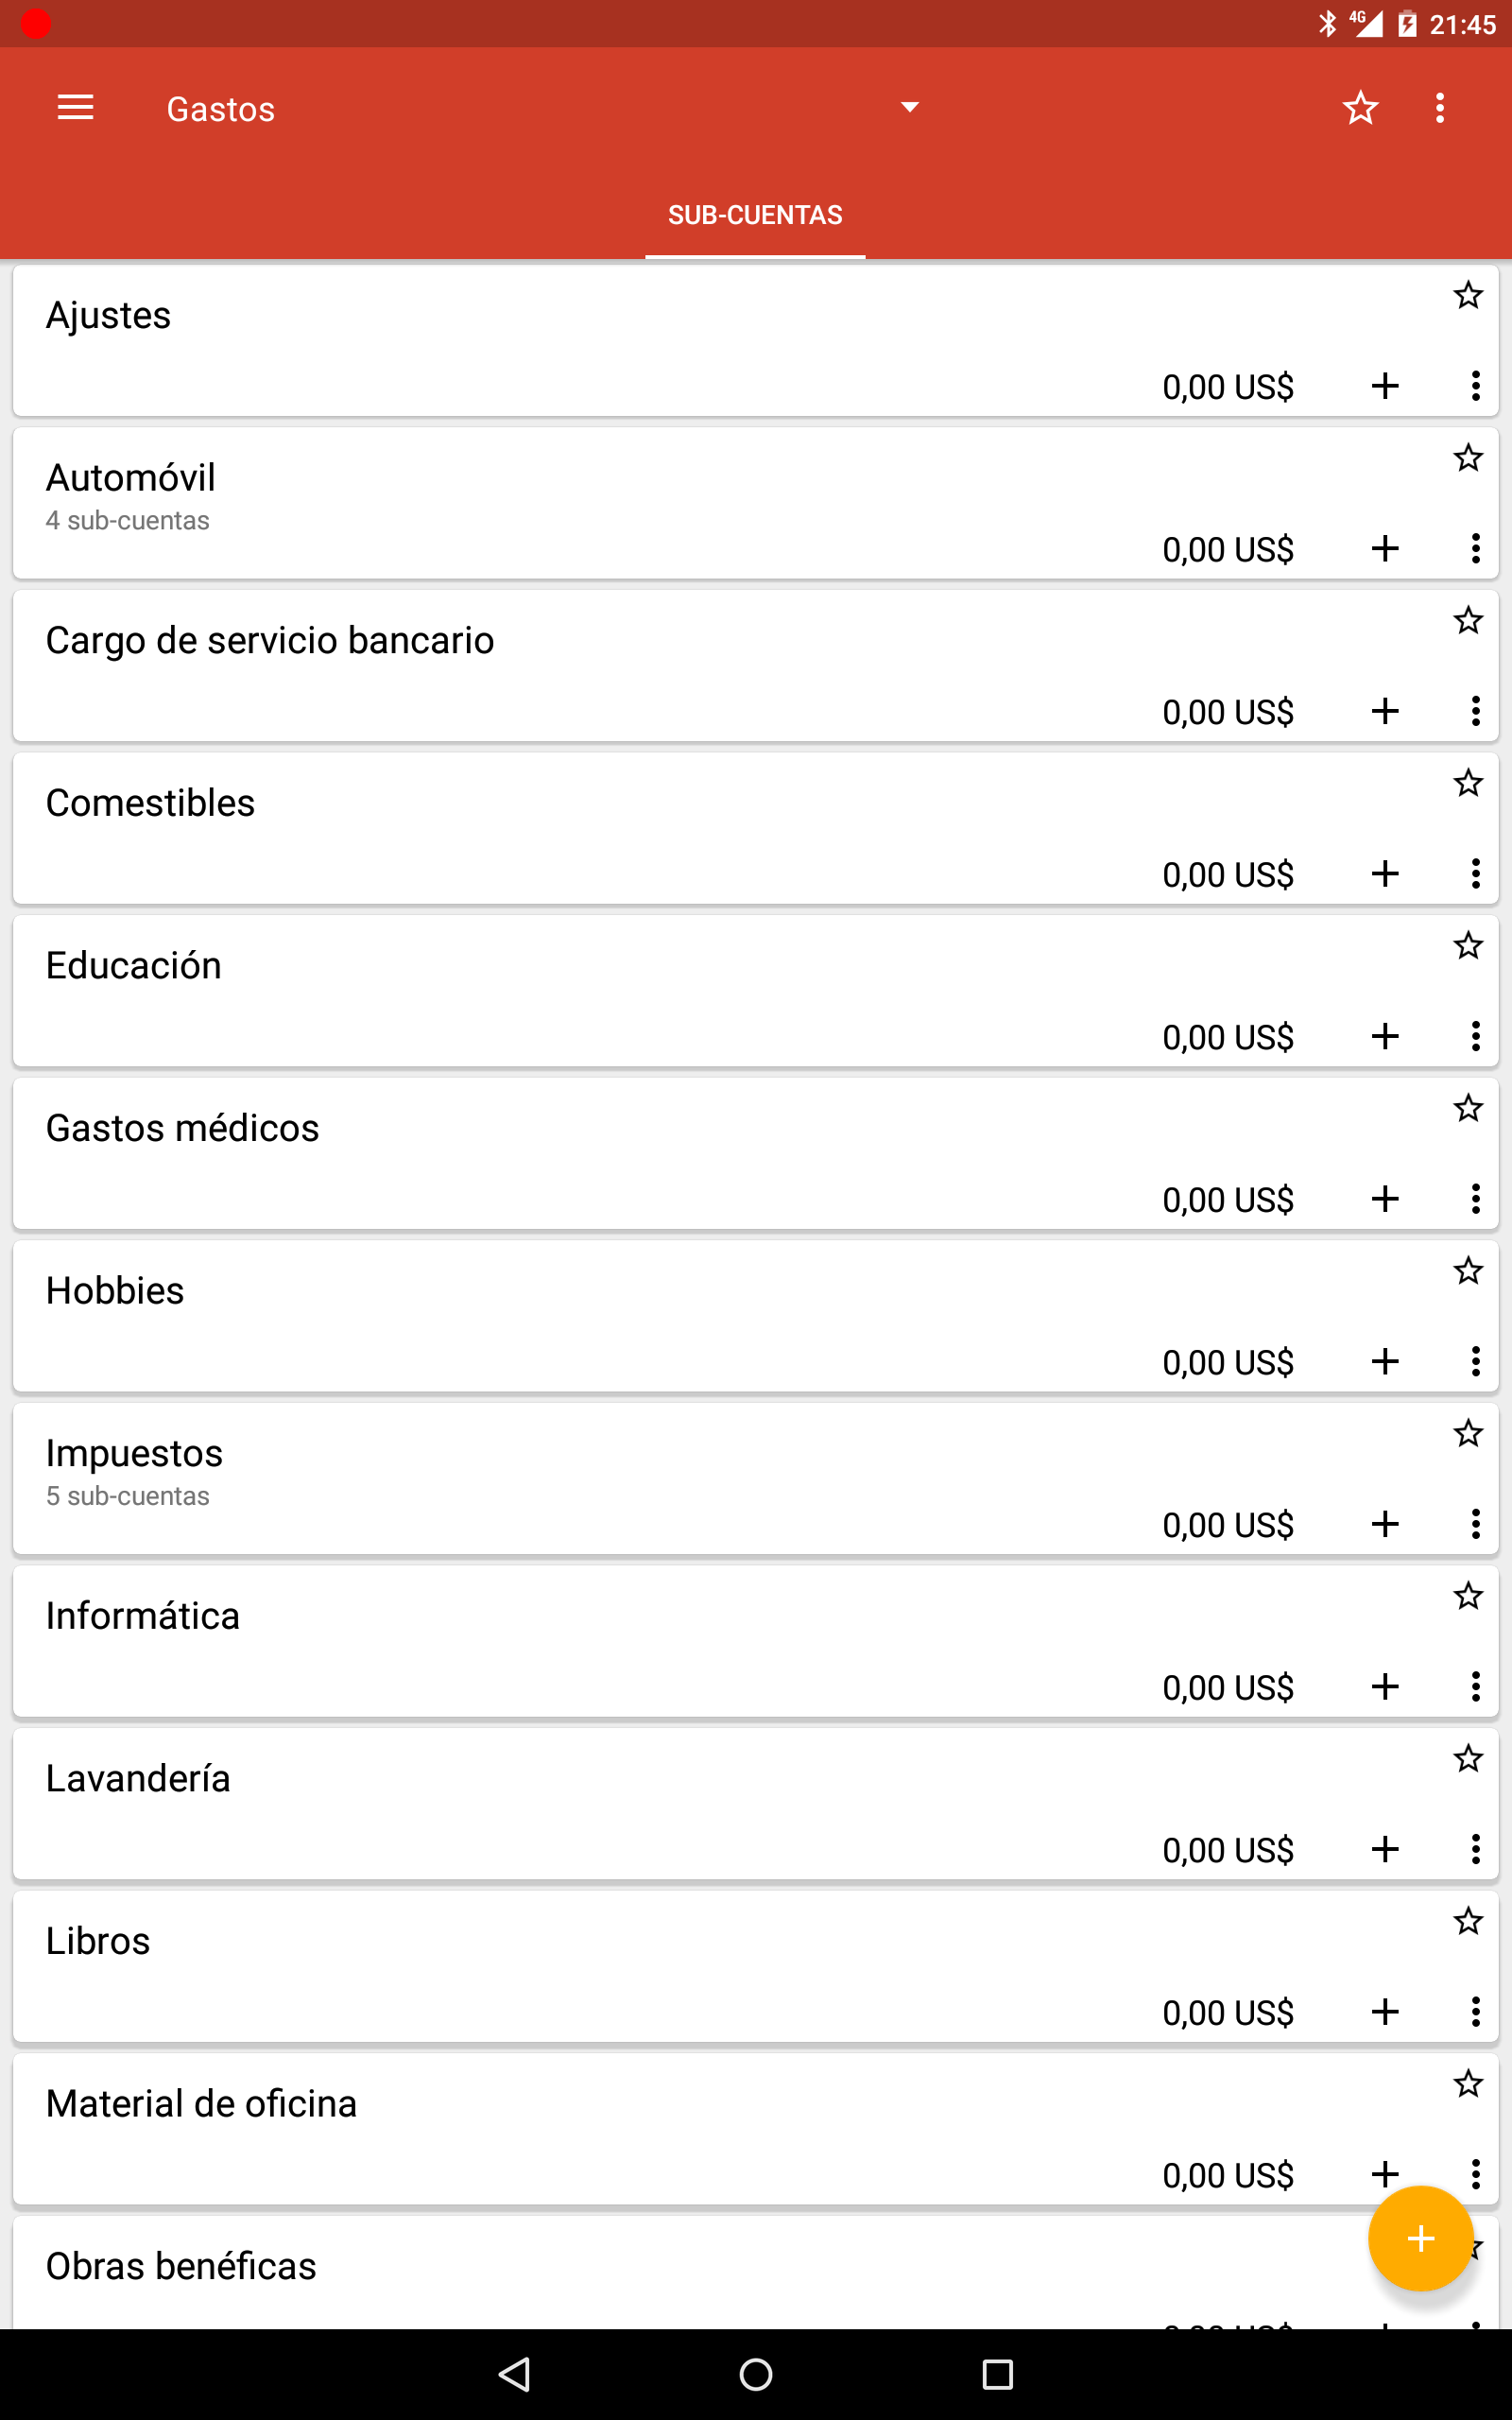 4G 21:45
Gastos
SUB-CUENTAS
Ajustes
0,00 US$
Automóvil
4 sub-cuentas
0,00 US$
Cargo de servicio bancario
0,00 US$
Comestibles
0,00 US$
Educación
0,00 US$
Gastos médicos
0,00 US$
Hobbies
0,00 US$
Impuestos
5 sub-cuentas
0,00 US$
Informática
0,00 US$
Lavandería
0,00 US$
Libros
0,00 US$
Material de oficina
0,00 US$
Obras benéficas